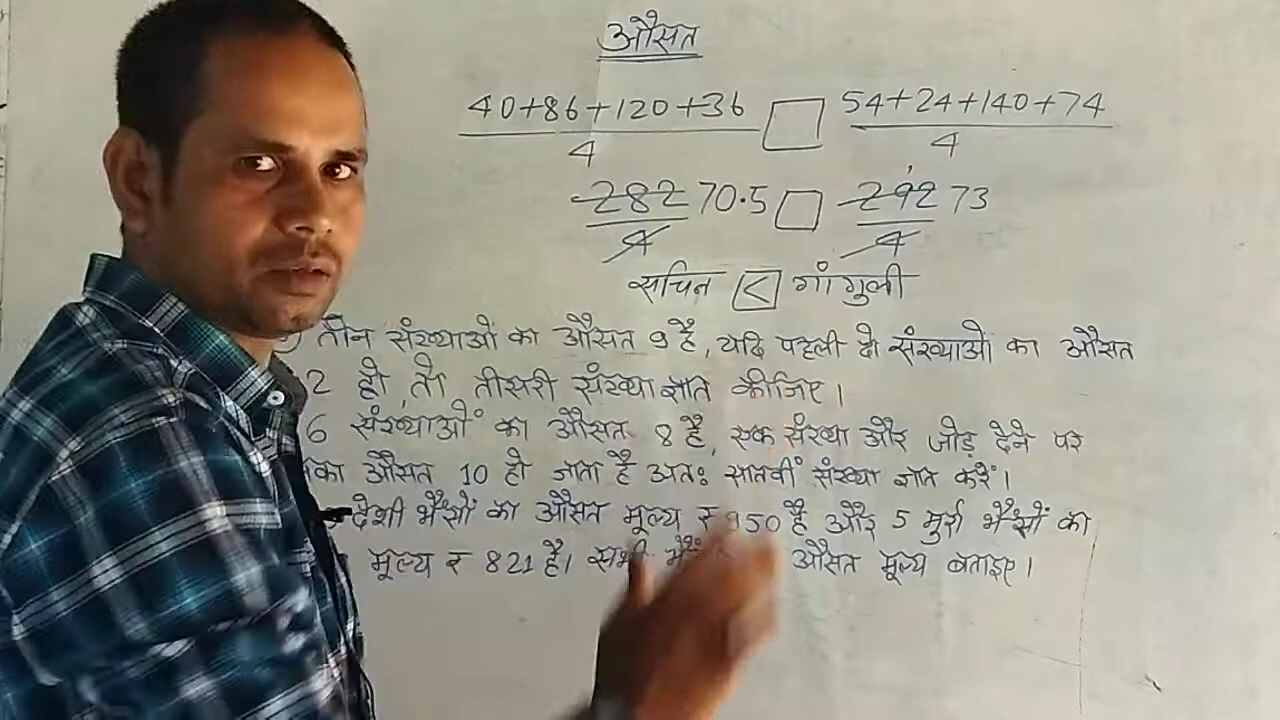 औसत
40+86+120+36 □ 54+24+140+74
4 4
282 70.5 □ 292 73
4 4
सचिन < गांगुली
तीन संख्याओं का औसत 9 है, यदि पहली दो संख्याओं का औसत
2 हो, तो तीसरी संख्या ज्ञात कीजिए।
6 संख्याओं का औसत 8 है, एक संख्या और जोड़ देने पर
औसत 10 हो जाता है अतः सातवीं संख्या ज्ञात करें।
देशी भैंसों का औसत मूल्य ₹ है और 5 मुर्रा भैंसों का
मूल्य ₹ 821 है। औसत मूल्य बताइए।